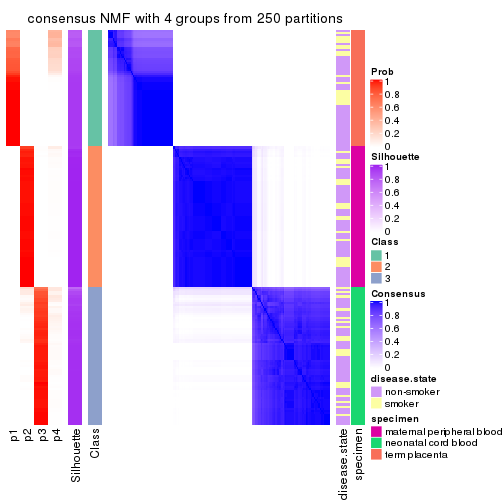 consensus NMF with 4 groups from 250 partitions
Prob
1
0.8
0.6
0.4
0.2
0
Silhouette
1
0.8
0.6
0.4
0.2
0
Class
1
2
3
Consensus
1
0.8
0.6
0.4
0.2
0
disease.state
non-smoker
smoker
specimen
maternal peripheral blood
neonatal cord blood
term placenta
p1
p2
p3
p4
Silhouette
Class
disease.state
specimen